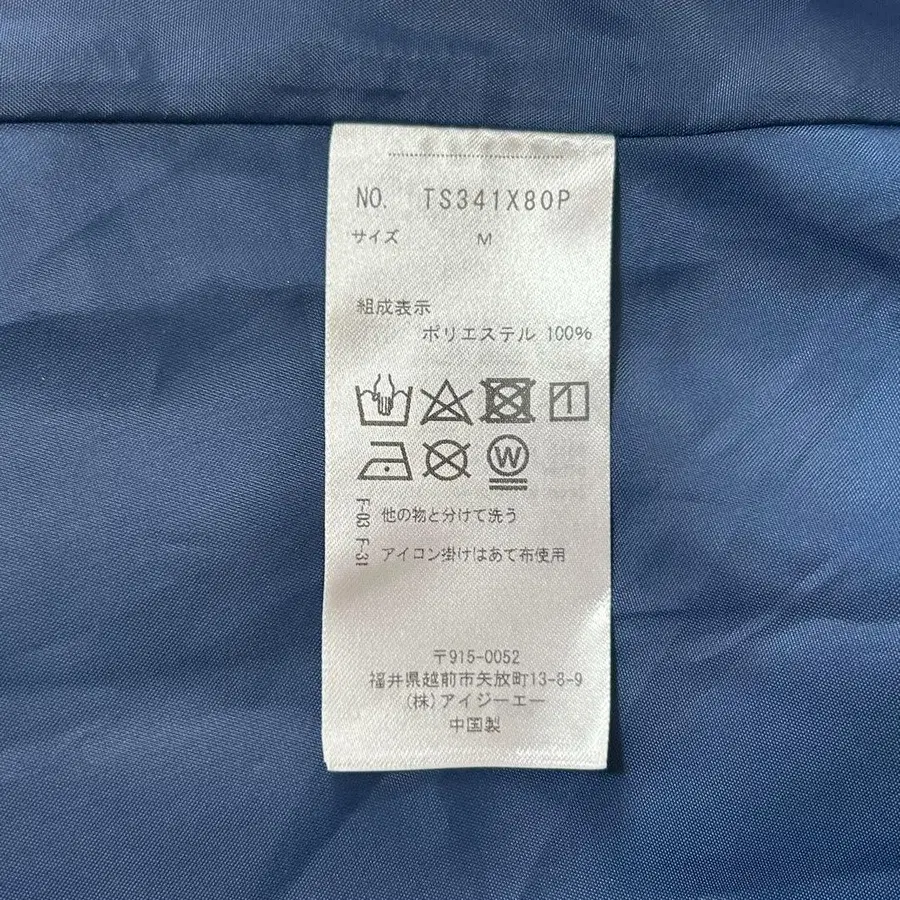 NO. TS341X80P
サイズ M
組成表示
ポリエステル 100%
W
F-03 他の物と分けて洗う
F-31 アイロン掛けはあて布使用
〒915-0052
福井県越前市矢放町13-8-9
(株)アイジーエー
中国製